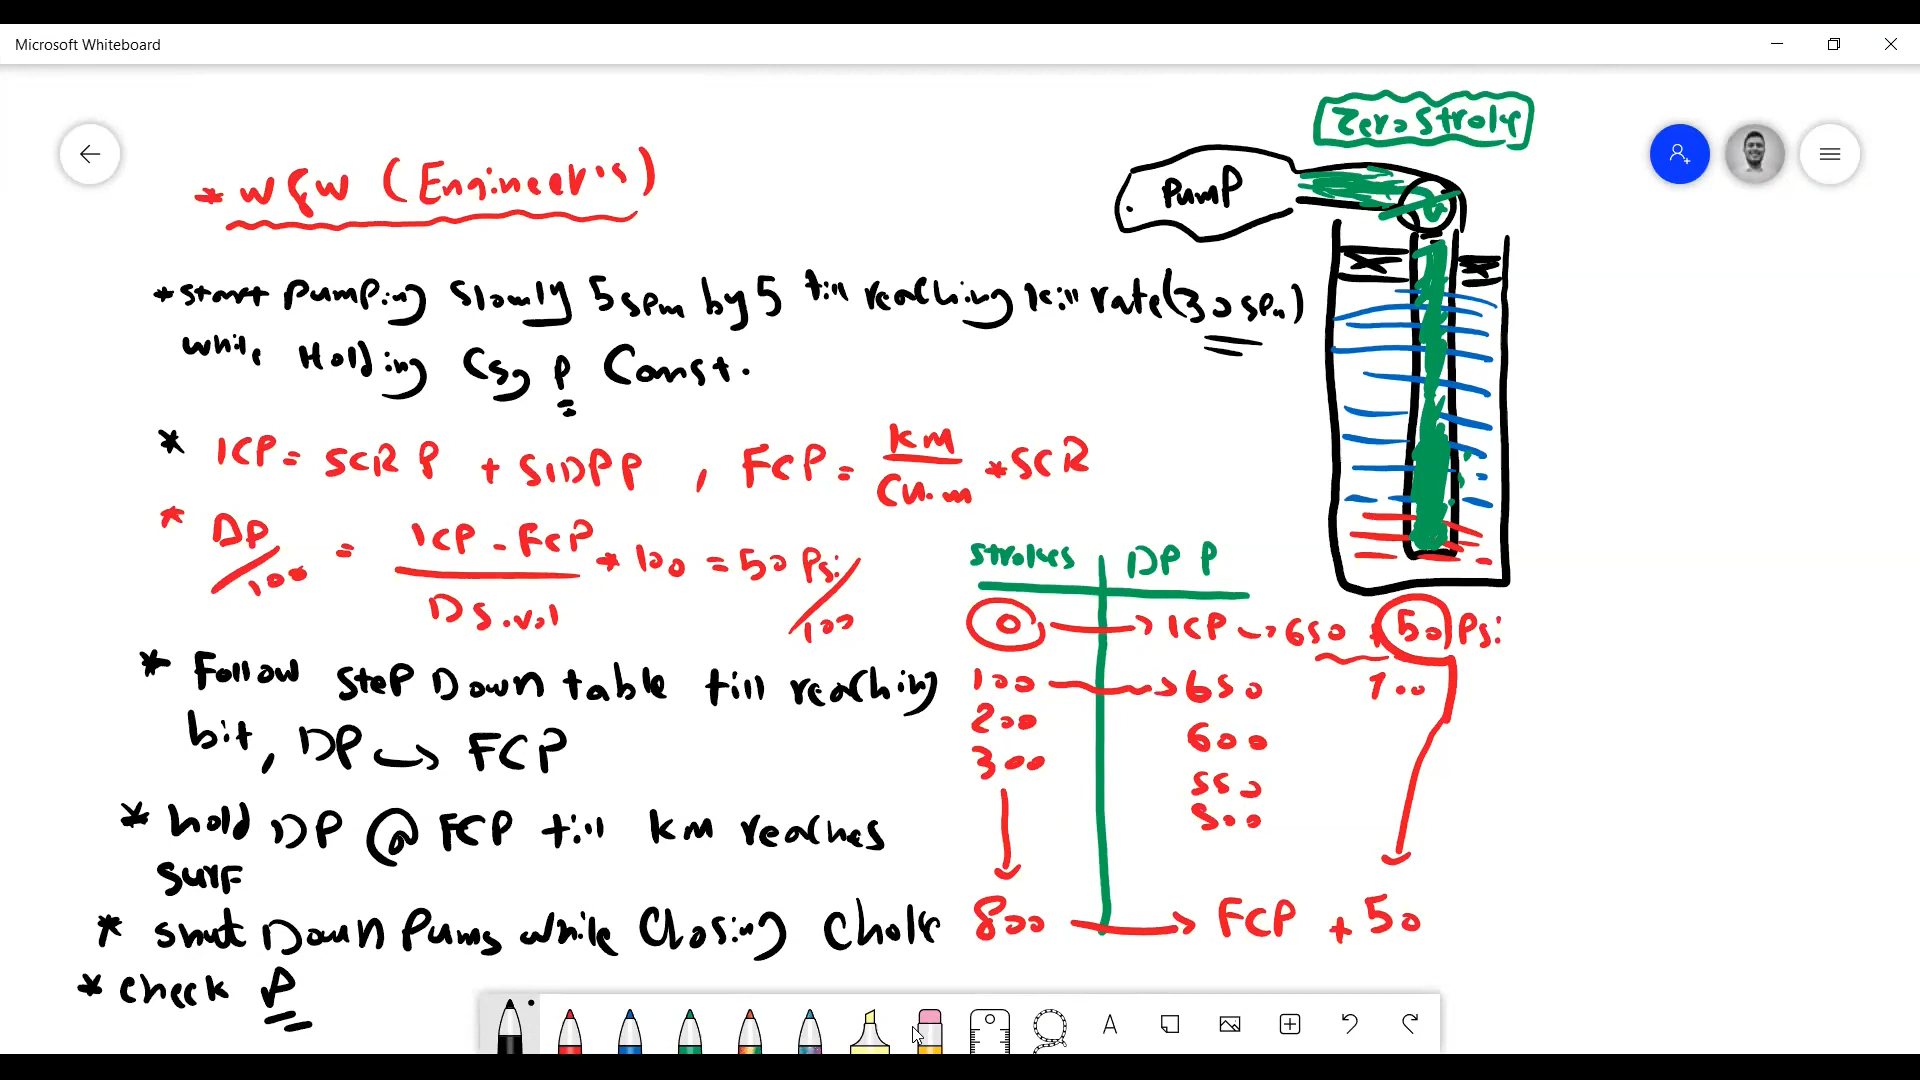 Microsoft Whiteboard
Zero Stroke
Pump
* W&W (Engineer's)
* start Pumping Slowly 5 spm by 5 till reaching kill rate (30 spm)
while Holding Csg P Const.
* ICP = SCR P + SIDPP , FCP = KM / Cu.m * SCR
* DP/100 = ICP - FCP / DS.vol * 100 = 50 Psi/100
strokes DP P
0 → ICP → 650 + 50 Psi
700
100 → 650
200 600
300 550
500
800 → FCP + 50
* Follow Step Down table till reaching
bit, DP → FCP
* hold DP @ FCP till KM reaches
surf
* shut Down Pump while Closing Choke
* check P
A